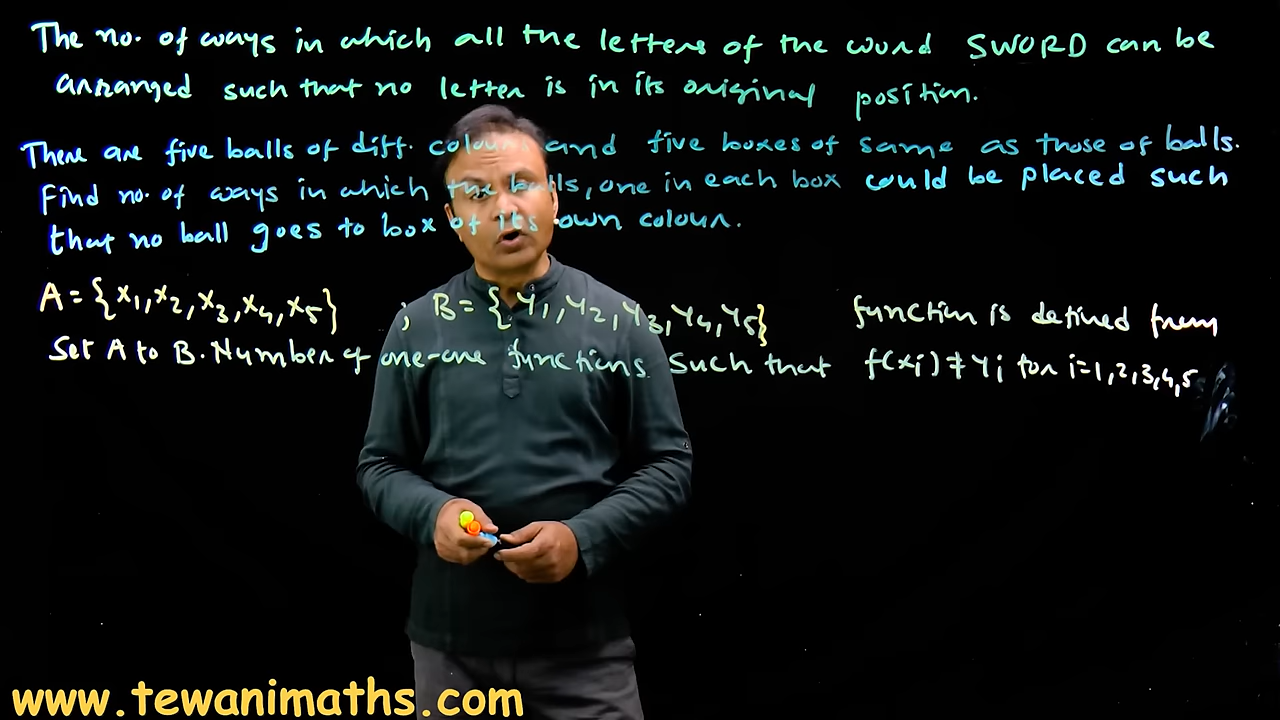 The no. of ways in which all the letters of the word SWORD can be
arranged such that no letter is in its original position.
There are five balls of diff. colours and five boxes of same as those of balls.
Find no. of ways in which the balls, one in each box could be placed such
that no ball goes to box of its own colour.
A = {x₁, x₂, x₃, x₄, x₅} ; B = {y₁, y₂, y₃, y₄, y₅} function is defined from
Set A to B. Number of one-one functions such that f(xᵢ) ≠ yᵢ for i=1,2,3,4,5
www.tewanimaths.com